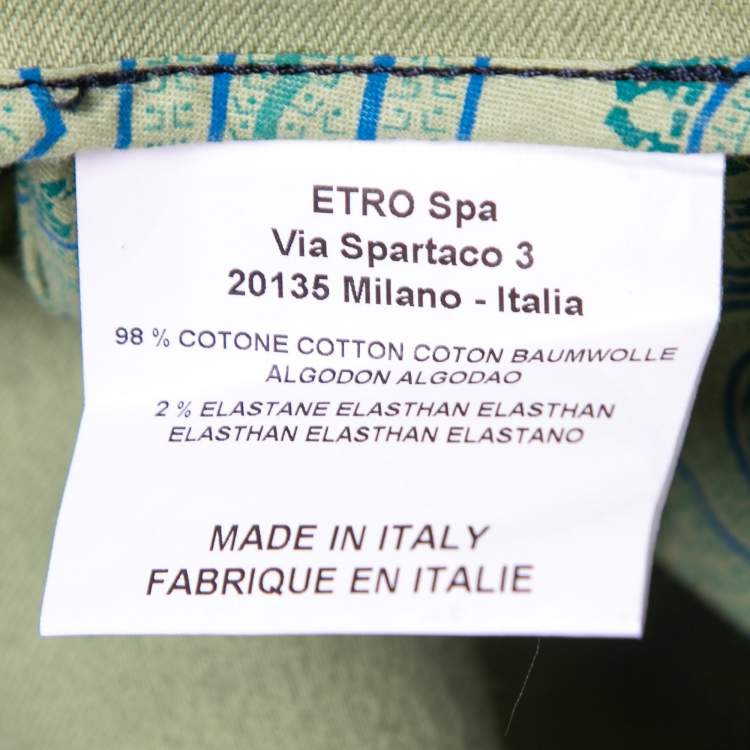 ETRO Spa
Via Spartaco 3
20135 Milano - Italia
98 % COTONE COTTON COTON BAUMWOLLE
ALGODON ALGODAO
2 % ELASTANE ELASTHAN ELASTHAN
ELASTHAN ELASTHAN ELASTANO
MADE IN ITALY
FABRIQUE EN ITALIE